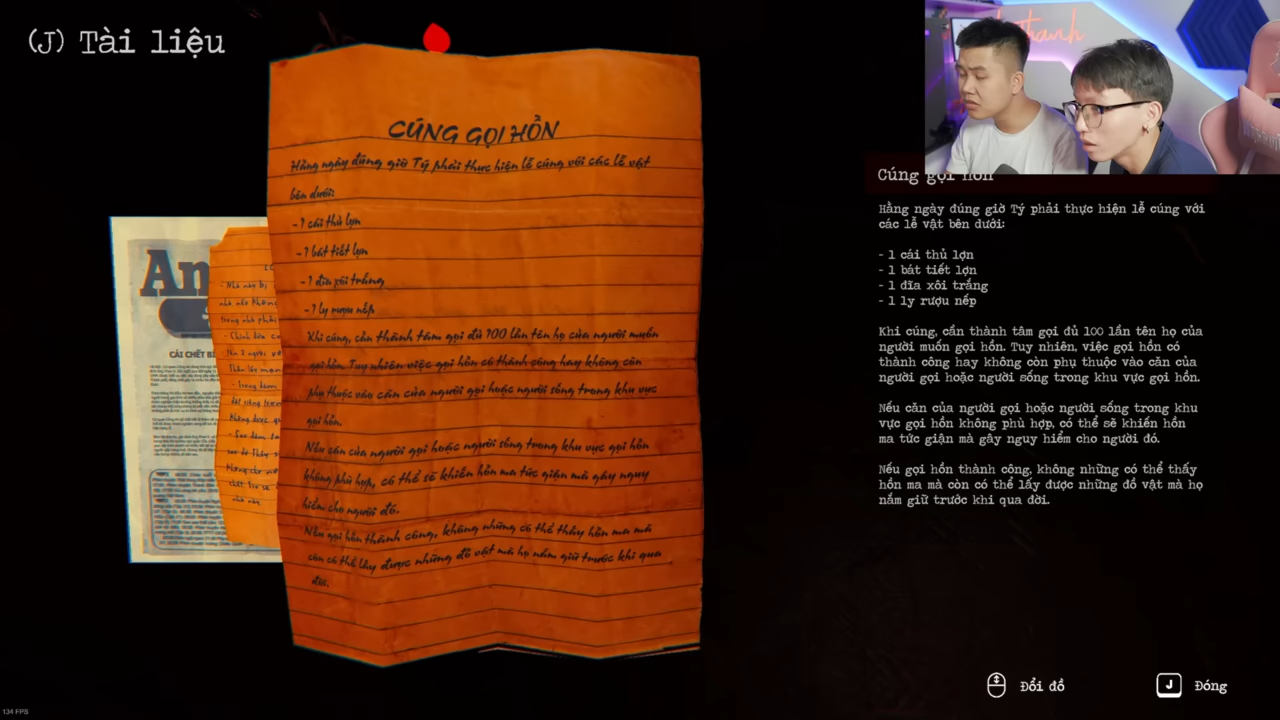 (J) Tài liệu
CÚNG GỌI HỒN
Hằng ngày đúng giờ Tý phải thực hiện lễ cúng với các lễ vật
bên dưới:
- 1 cái thủ lợn
- 1 bát tiết lợn
- 1 đĩa xôi trắng
- 1 ly rượu nếp
Khi cúng, cần thành tâm gọi đủ 100 lần tên họ của người muốn
gọi hồn. Tuy nhiên việc gọi hồn có thành công hay không còn
phụ thuộc vào căn của người gọi hoặc người sống trong khu vực
gọi hồn.
Nếu căn của người gọi hoặc người sống trong khu vực gọi hồn
không phù hợp, có thể sẽ khiến hồn ma tức giận mà gây nguy
hiểm cho người đó.
Nếu gọi hồn thành công, không những có thể thấy hồn ma mà
còn có thể lấy được những đồ vật mà họ nắm giữ trước khi qua
đời.
An
CÁI CHẾT BÍ
Cúng gọi hồn
Hằng ngày đúng giờ Tý phải thực hiện lễ cúng với
các lễ vật bên dưới:
- 1 cái thủ lợn
- 1 bát tiết lợn
- 1 đĩa xôi trắng
- 1 ly rượu nếp
Khi cúng, cần thành tâm gọi đủ 100 lần tên họ của
người muốn gọi hồn. Tuy nhiên, việc gọi hồn có
thành công hay không còn phụ thuộc vào căn của
người gọi hoặc người sống trong khu vực gọi hồn.
Nếu căn của người gọi hoặc người sống trong khu
vực gọi hồn không phù hợp, có thể sẽ khiến hồn
ma tức giận mà gây nguy hiểm cho người đó.
Nếu gọi hồn thành công, không những có thể thấy
hồn ma mà còn có thể lấy được những đồ vật mà họ
nắm giữ trước khi qua đời.
Đổi đồ
J
Đóng
134 FPS